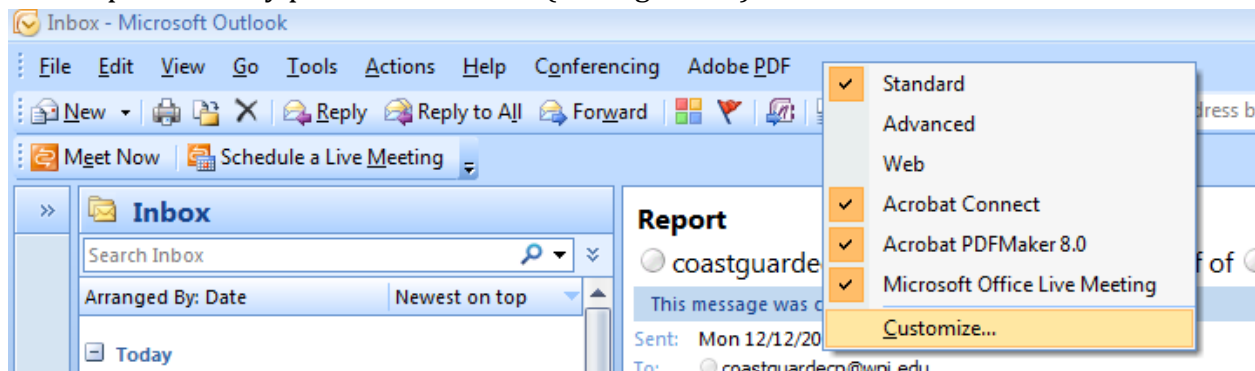 Inbox - Microsoft Outlook
File Edit View Go Tools Actions Help Conferencing Adobe PDF
New Reply Reply to All Forward
Meet Now Schedule a Live Meeting
Standard
Advanced
Web
Acrobat Connect
Acrobat PDFMaker 8.0
Microsoft Office Live Meeting
Customize...
Inbox
Search Inbox
Arranged By: Date Newest on top
Today
Report
coastguarde
f of
This message was c
Sent: Mon 12/12/20
To: coastguardecp@wpi.edu